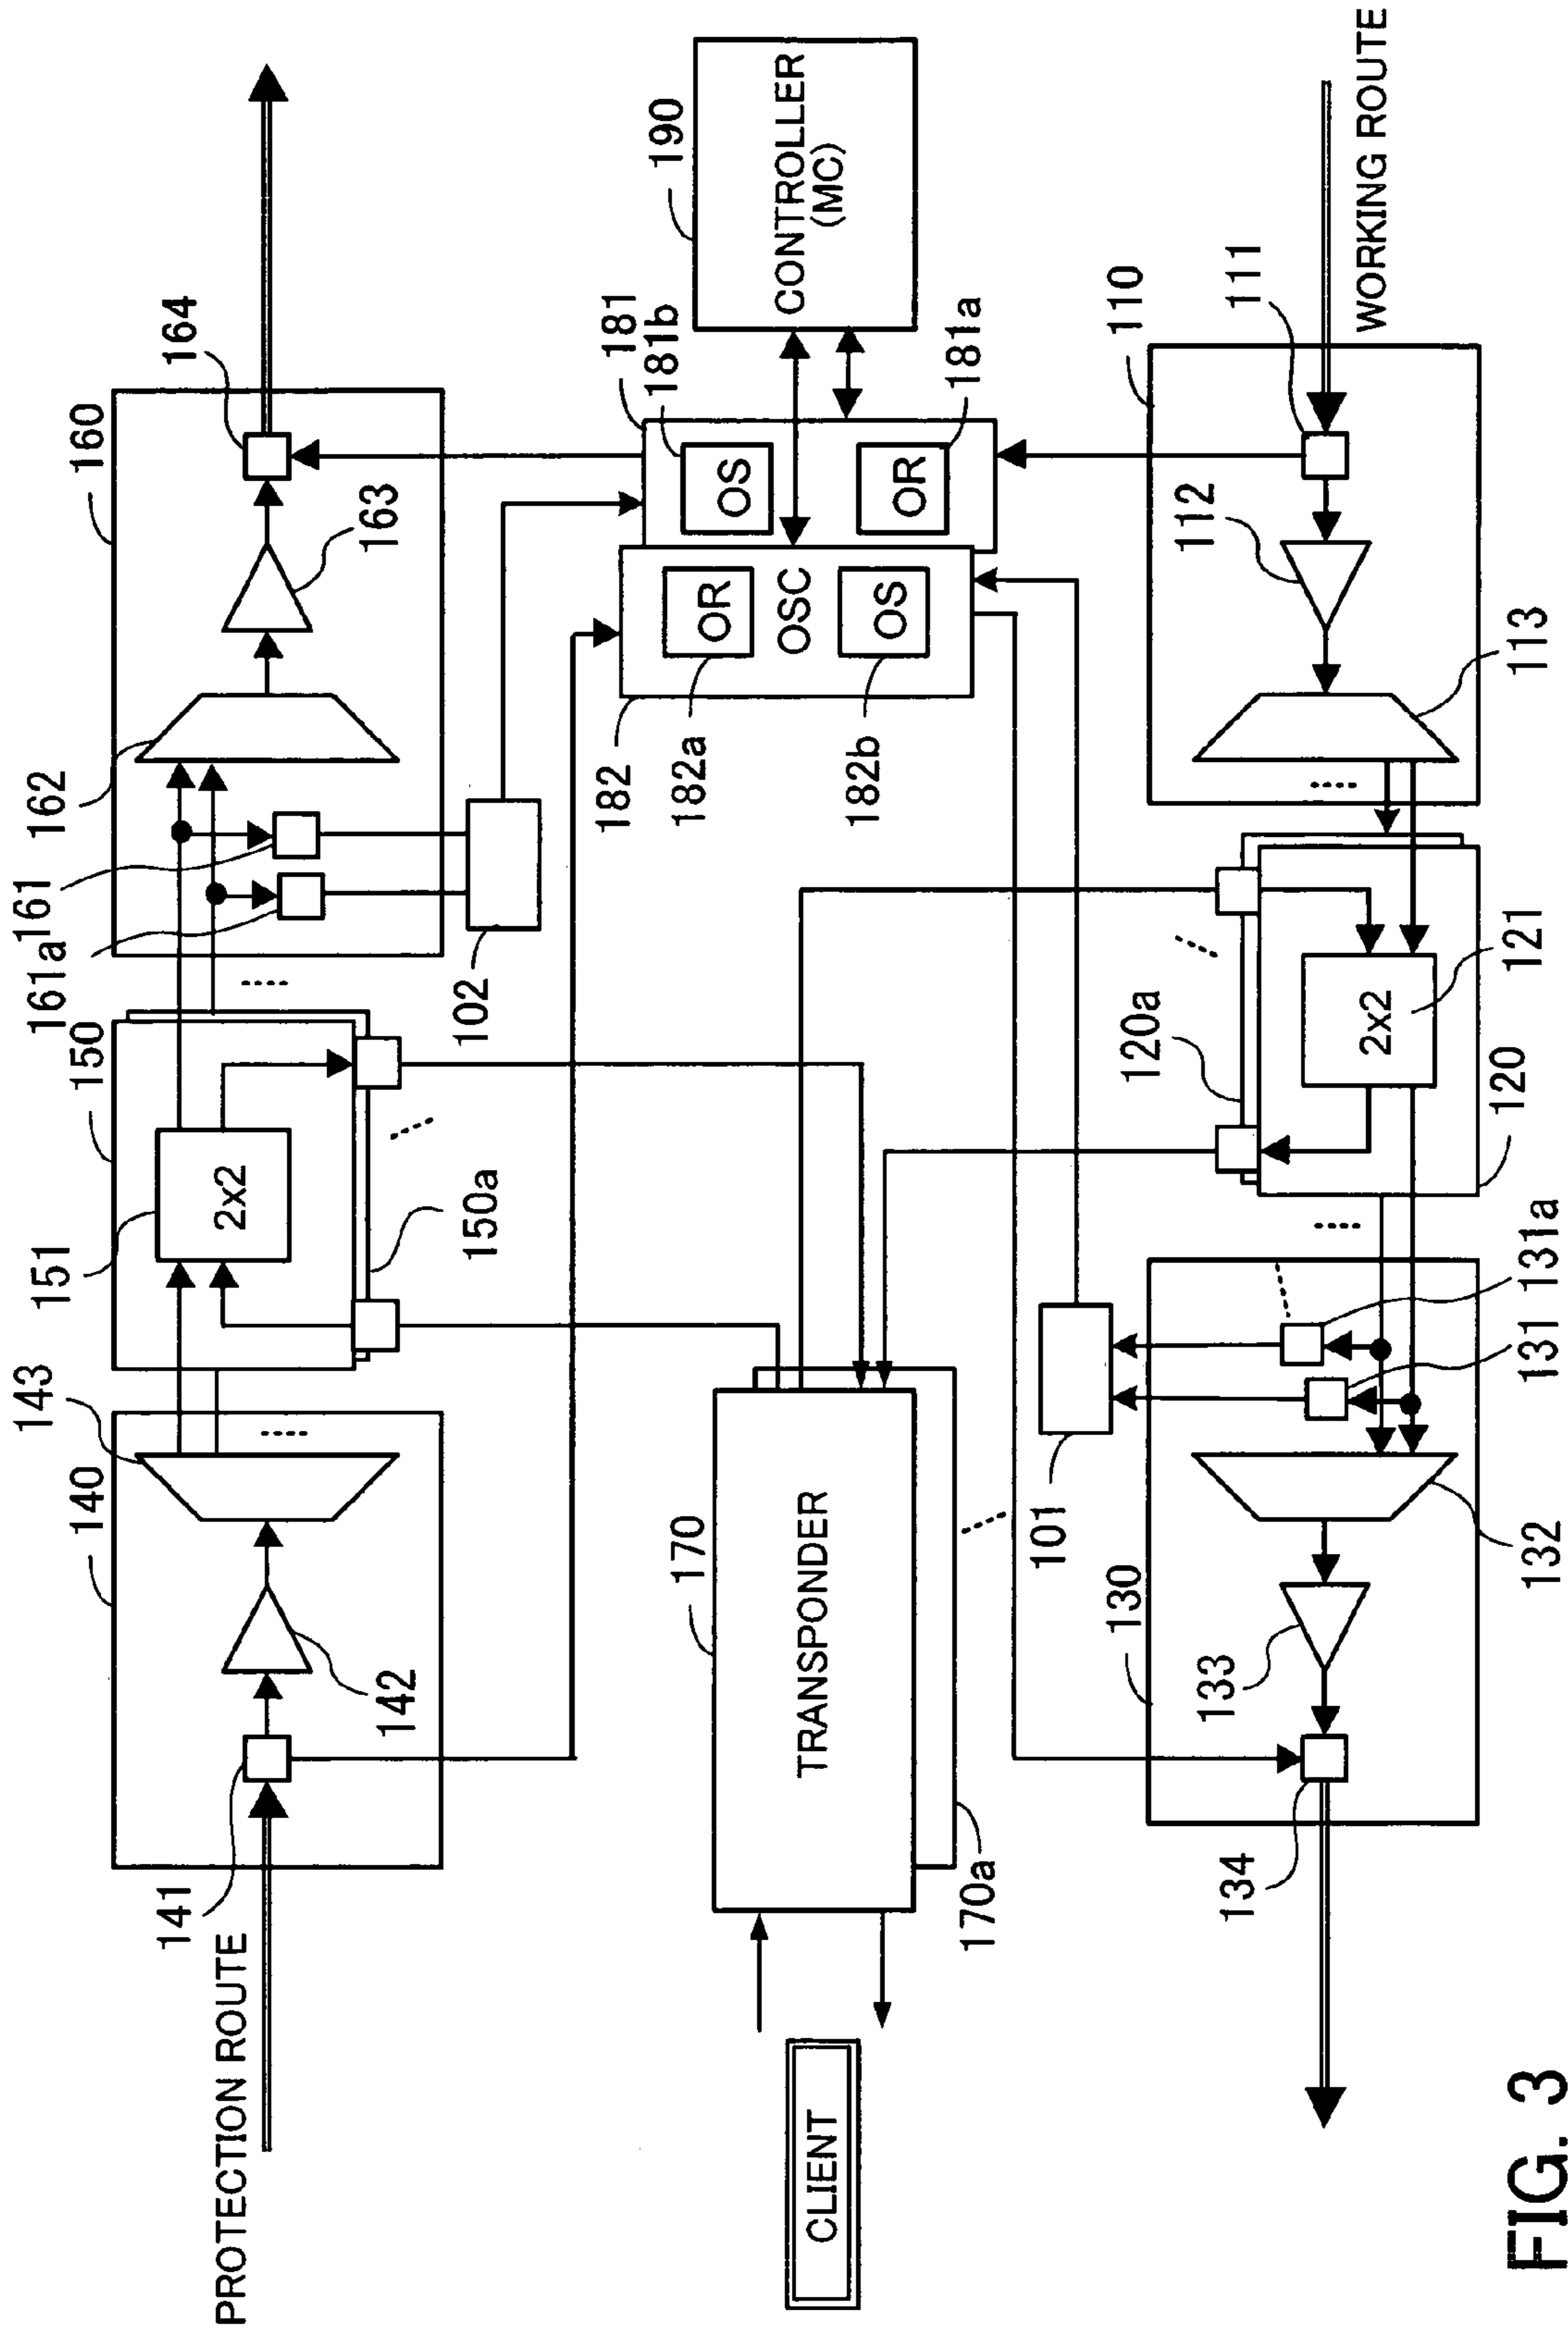 PROTECTION ROUTE
141
142
140
143
151
150
2x2
150a
161a
161
162
160
163
164
102
CLIENT
170
TRANSPONDER
170a
182
182a
182b
OR
OSC
OS
181
181b
OS
OR
181a
190
CONTROLLER
(MC)
101
134
133
130
132
131
131a
120
120a
2x2
121
113
112
110
111
WORKING ROUTE
FIG. 3